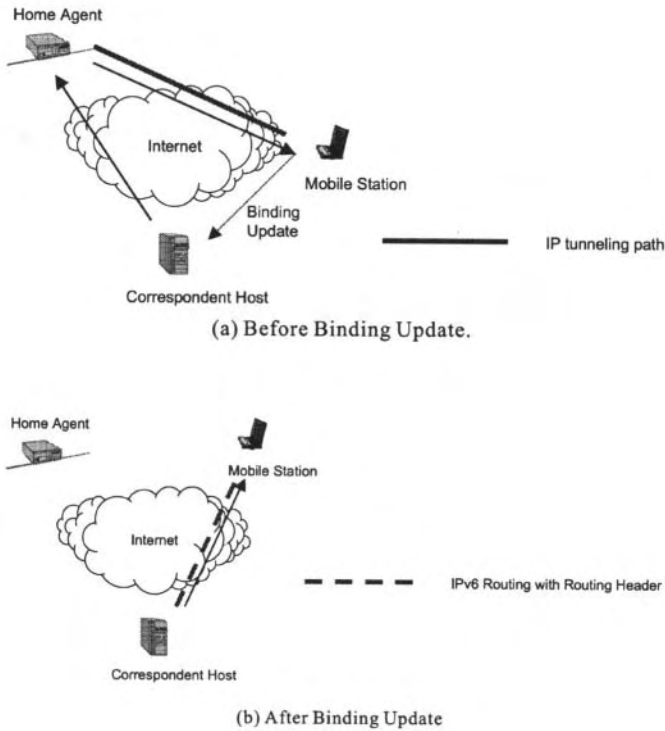 Home Agent
Internet
Mobile Station
Binding
Update
IP tunneling path
Correspondent Host
(a) Before Binding Update.
Home Agent
Mobile Station
Internet
IPv6 Routing with Routing Header
Correspondent Host
(b) After Binding Update